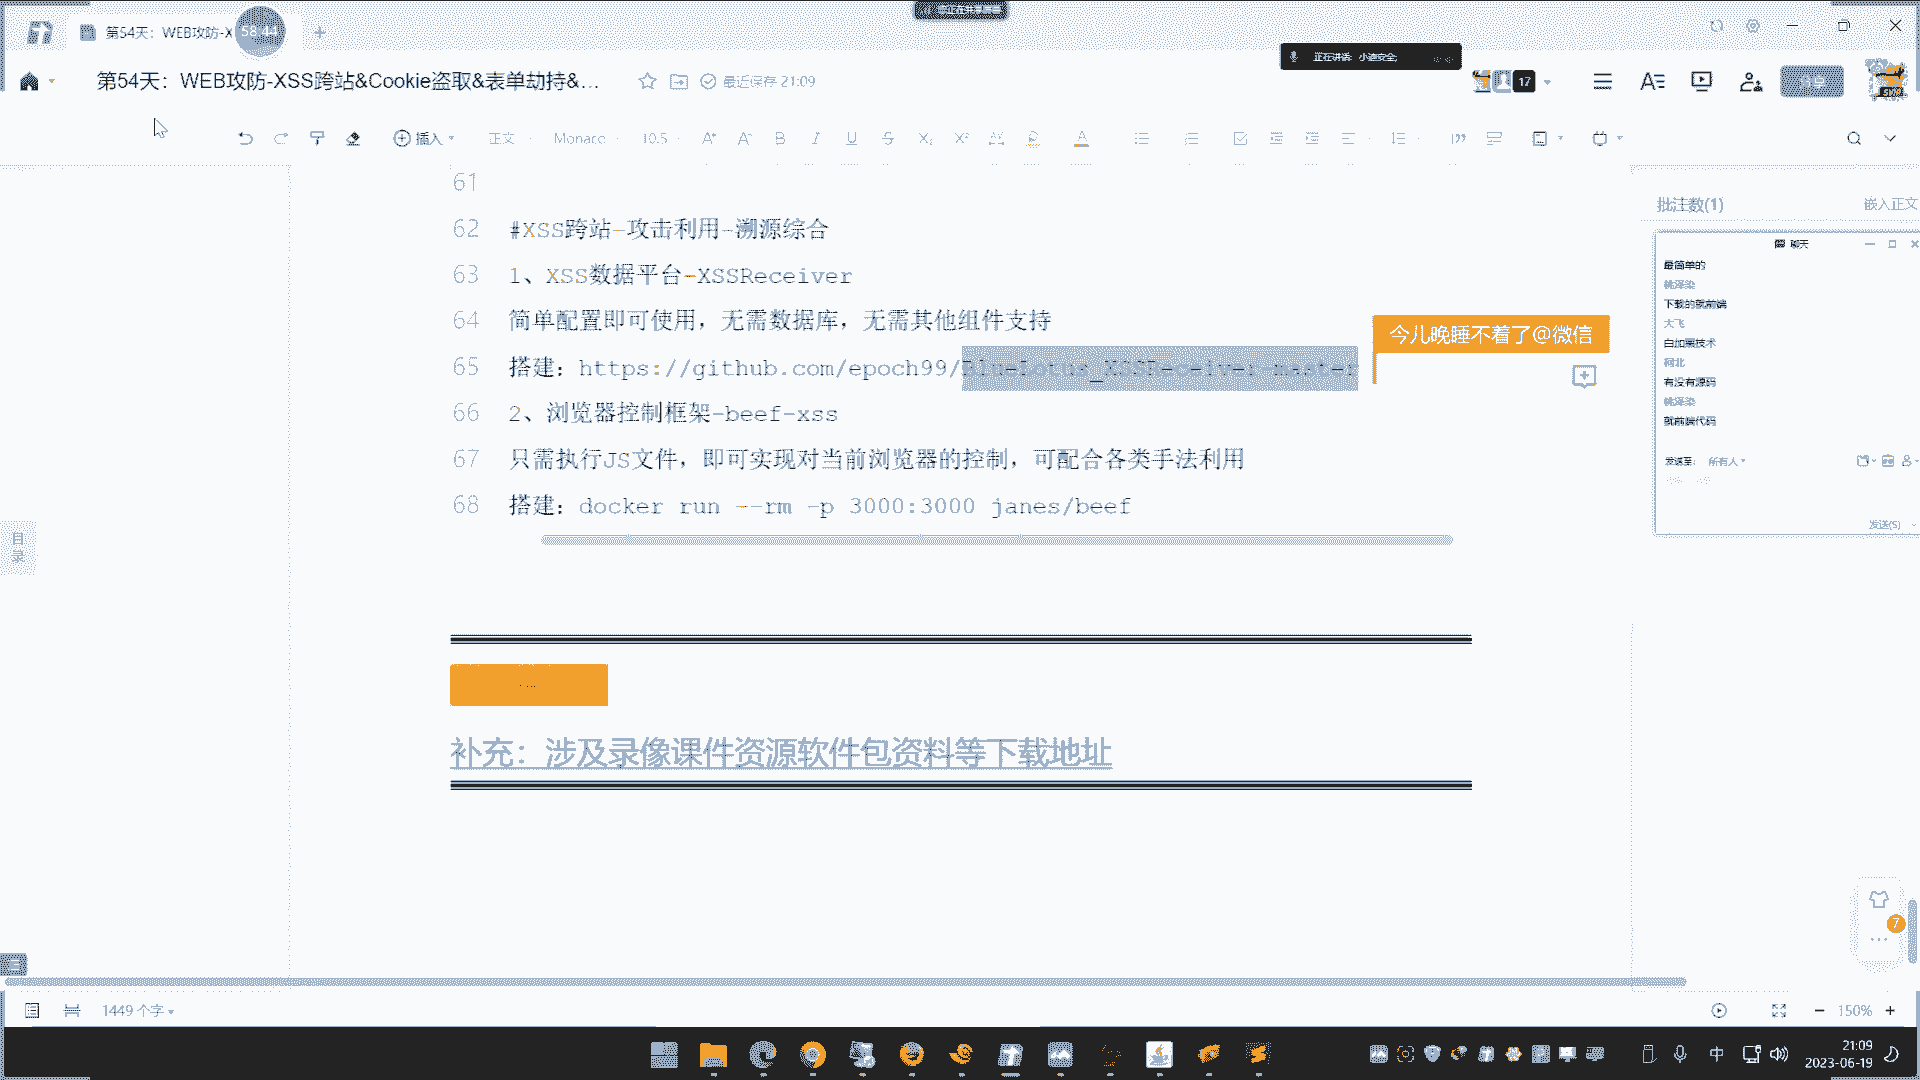 第54天：WEB攻防-X
58:44
正在讲话: 小迪安全;
第54天：WEB攻防-XSS跨站&Cookie盗取&表单劫持&...
最近保存 21:09
17
插入
正文
Monaco
10.5
61
62 #XSS跨站-攻击利用-溯源综合
63 1、XSS数据平台-XSSReceiver
64 简单配置即可使用，无需数据库，无需其他组件支持
65 搭建：https://github.com/epoch99/
66 2、浏览器控制框架-beef-xss
67 只需执行JS文件，即可实现对当前浏览器的控制，可配合各类手法利用
68 搭建：docker run --rm -p 3000:3000 janes/beef
今儿晚睡不着了@微信
批注数(1)
嵌入正文
聊天
最简单的
桃泽染
下载的就前端
大飞
白加黑技术
柯北
有没有源码
桃泽染
就前端代码
发送至: 所有人
发送(S)
目录
补充：涉及录像课件资源软件包资料等下载地址
7
1449 个字
150%
中
21:09
2023-06-19